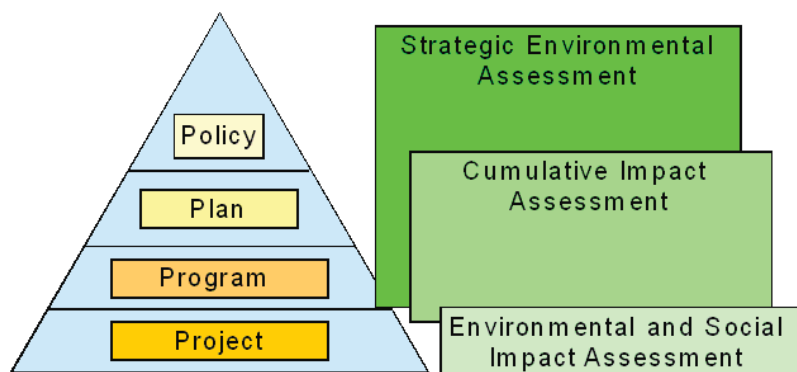 Policy
Plan
Program
Project
Strategic Environmental
Assessment
Cumulative Impact
Assessment
Environmental and Social
Impact Assessment